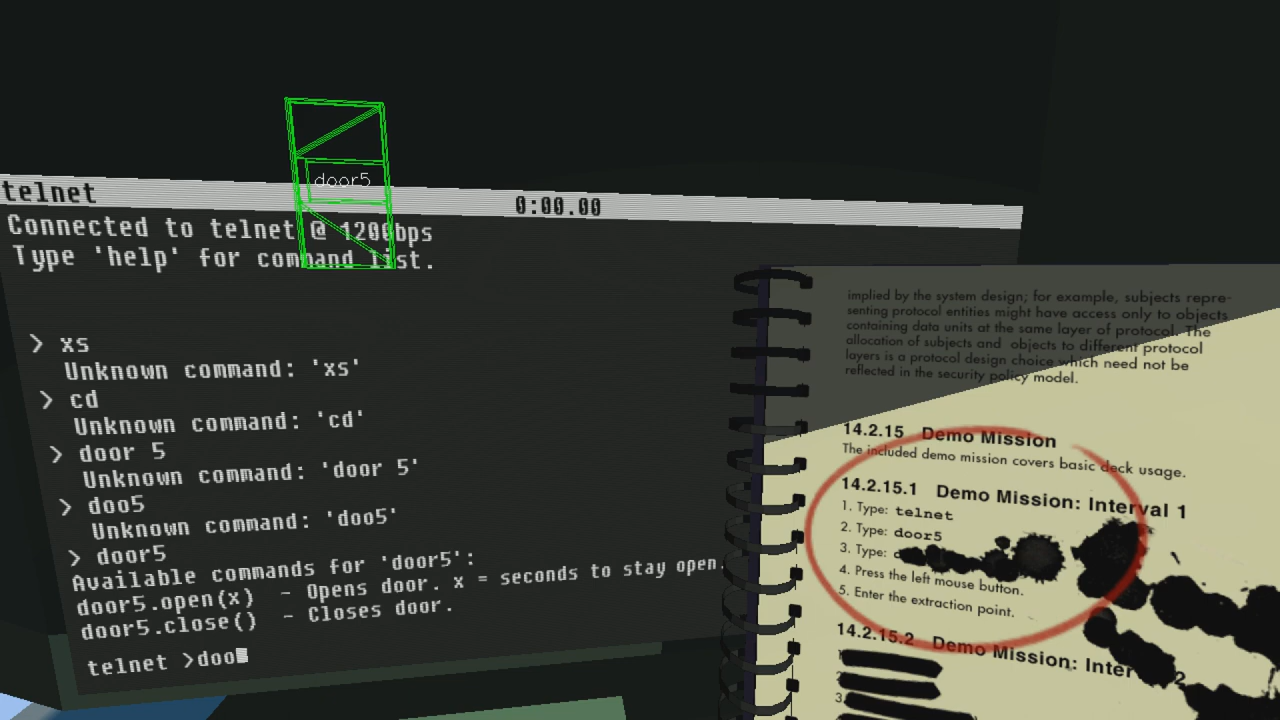 door5
telnet 0:00.00
Connected to telnet @ 1200bps
Type 'help' for command list.
> xs
Unknown command: 'xs'
> cd
Unknown command: 'cd'
> door 5
Unknown command: 'door 5'
> doo5
Unknown command: 'doo5'
> door5
Available commands for 'door5':
door5.open(x) - Opens door. x = seconds to stay open.
door5.close() - Closes door.
telnet >doo
implied by the system design; for example, subjects repre-
senting protocol entities might have access only to objects
containing data units at the same layer of protocol. The
allocation of subjects and objects to different protocol
layers is a protocol design choice which need not be
reflected in the security policy model.
14.2.15 Demo Mission
The included demo mission covers basic deck usage.
14.2.15.1 Demo Mission: Interval 1
1. Type: telnet
2. Type: door5
3. Type:
4. Press the left mouse button.
5. Enter the extraction point.
14.2.15.2 Demo Mission: 2
3.